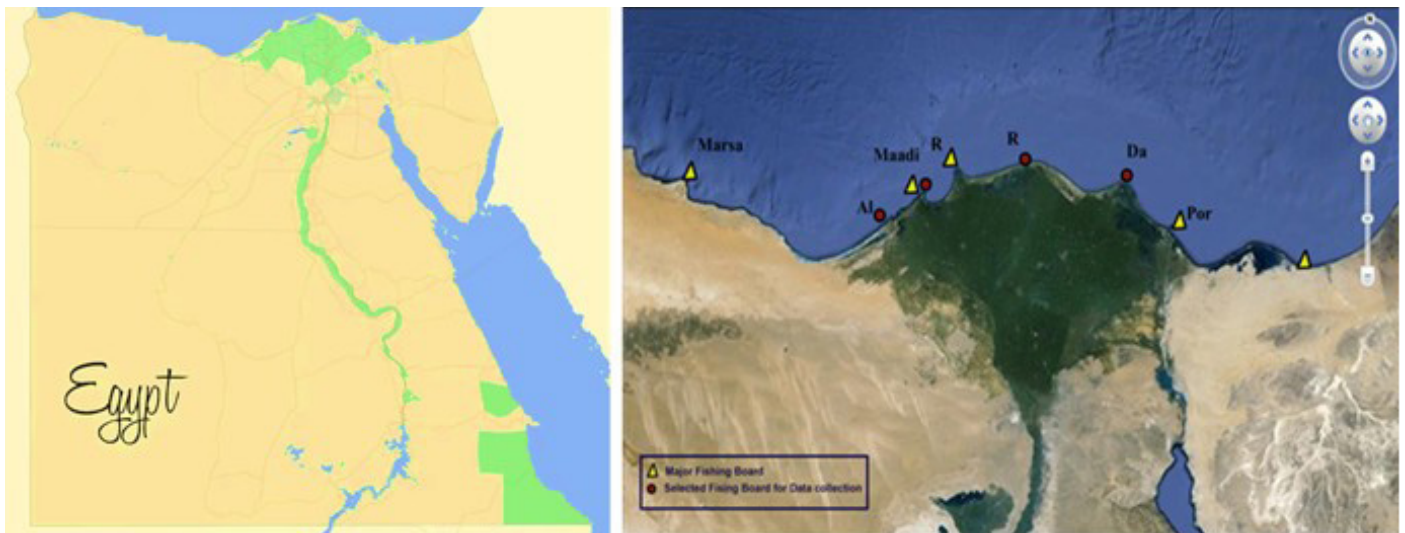 Egypt
Marsa
Maadi
R
R
Da
Al
Por
Major Fishing Board
Selected Fising Board for Data collection